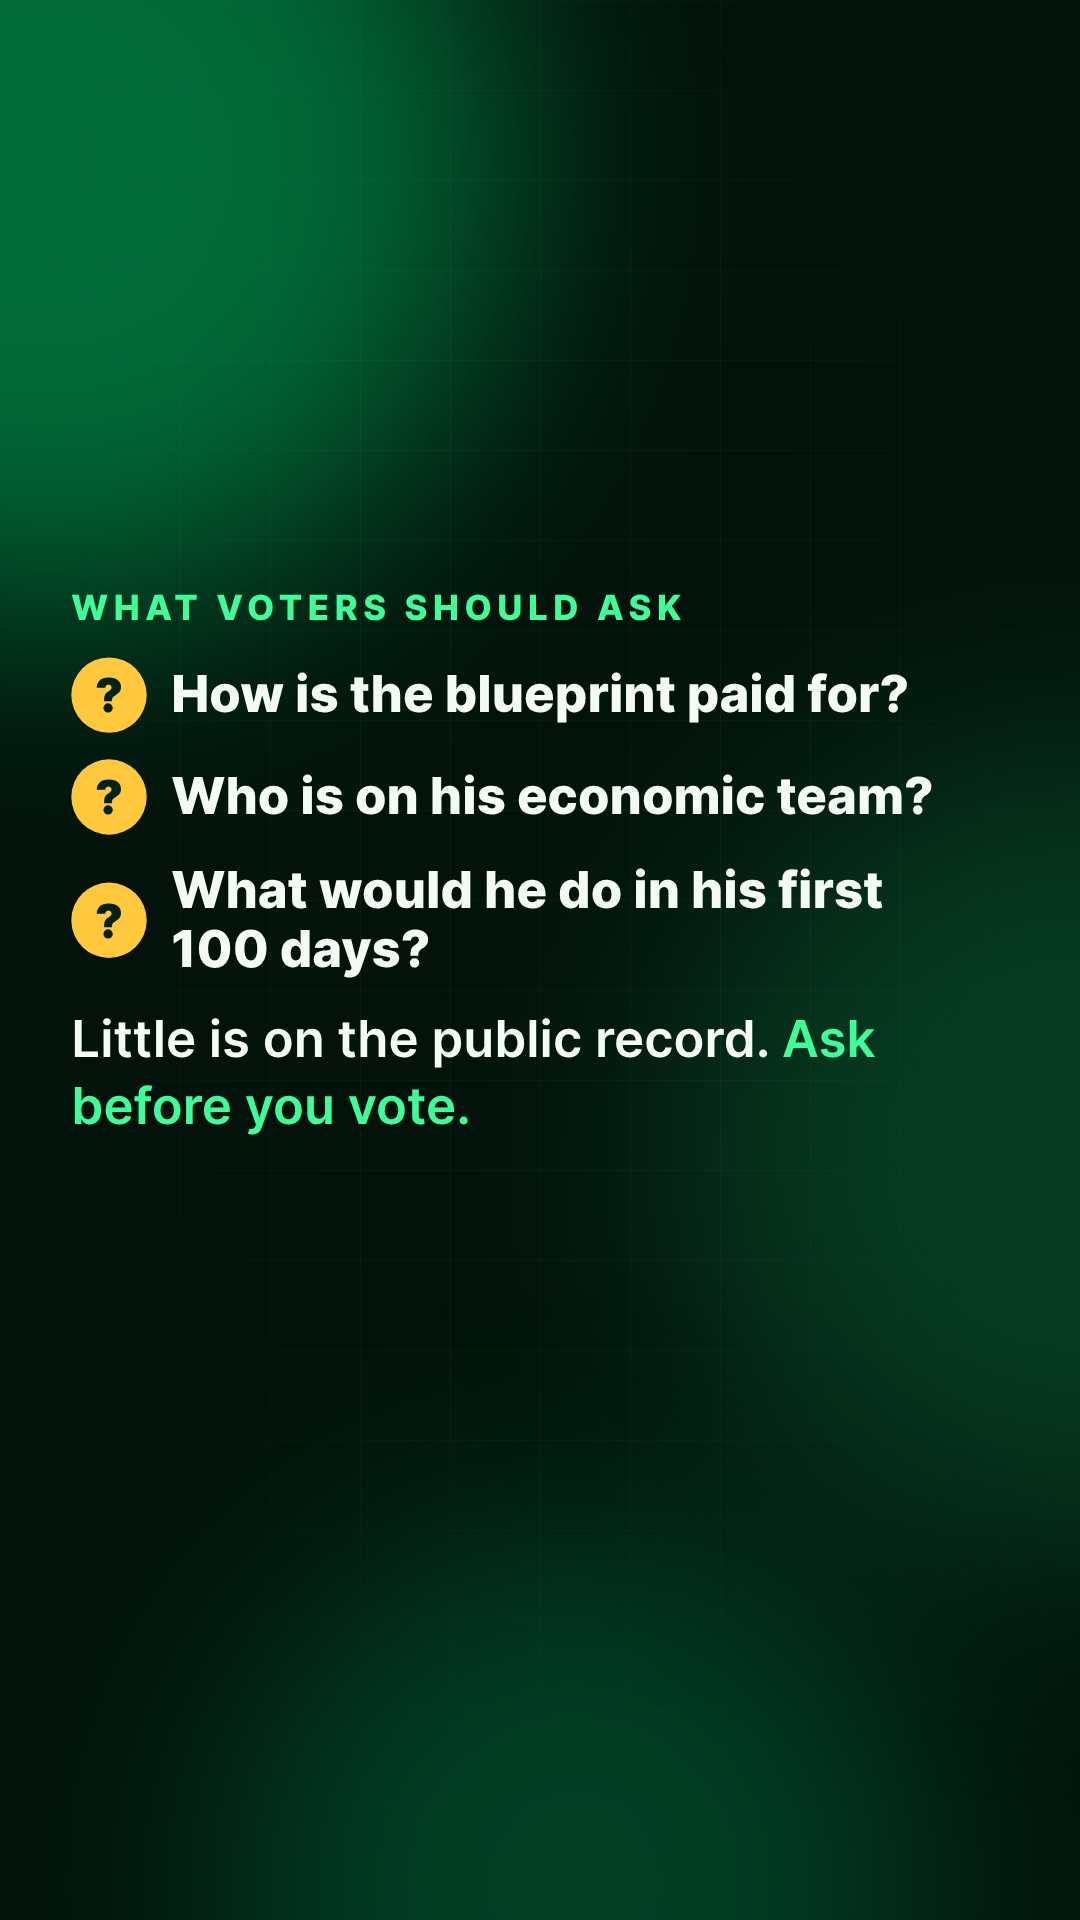 WHAT VOTERS SHOULD ASK
? How is the blueprint paid for?
? Who is on his economic team?
? What would he do in his first
100 days?
Little is on the public record. Ask
before you vote.